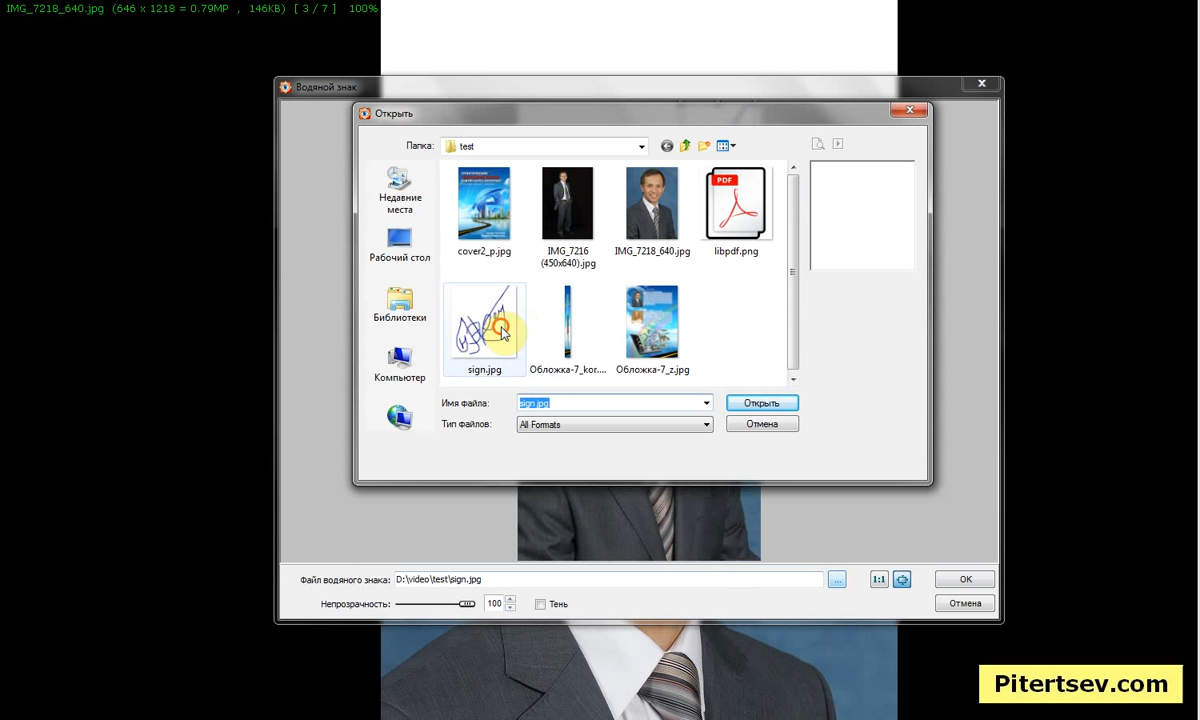 IMG_7218_640.jpg (646 x 1218 = 0.79MP , 146KB) [ 3 / 7 ] 100%
Водяной знак
Открыть
Папка: test
Недавние места
Рабочий стол
Библиотеки
Компьютер
cover2_p.jpg
IMG_7216 (450x640).jpg
IMG_7218_640.jpg
PDF
libpdf.png
sign.jpg
Обложка-7_kor....
Обложка-7_z.jpg
Имя файла: sign.jpg Открыть
Тип файлов: All Formats Отмена
Файл водяного знака: D:\video\test\sign.jpg ... 1:1 OK
Непрозрачность: 100 Тень Отмена
Pitertsev.com